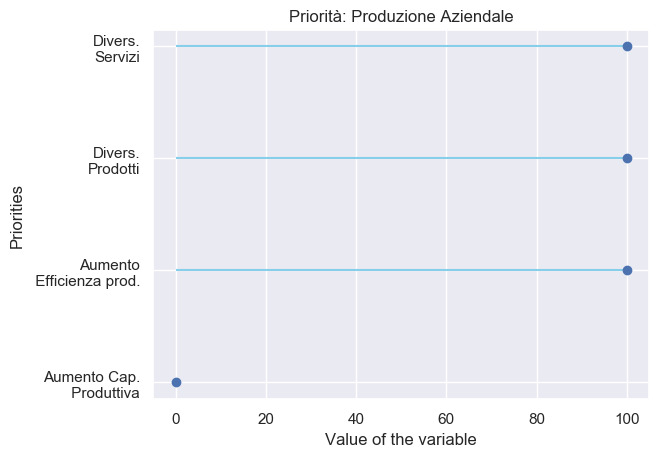 Priorità: Produzione Aziendale
Divers.
Servizi
Divers.
Prodotti
Aumento
Efficienza prod.
Aumento Cap.
Produttiva
Priorities
0 20 40 60 80 100
Value of the variable